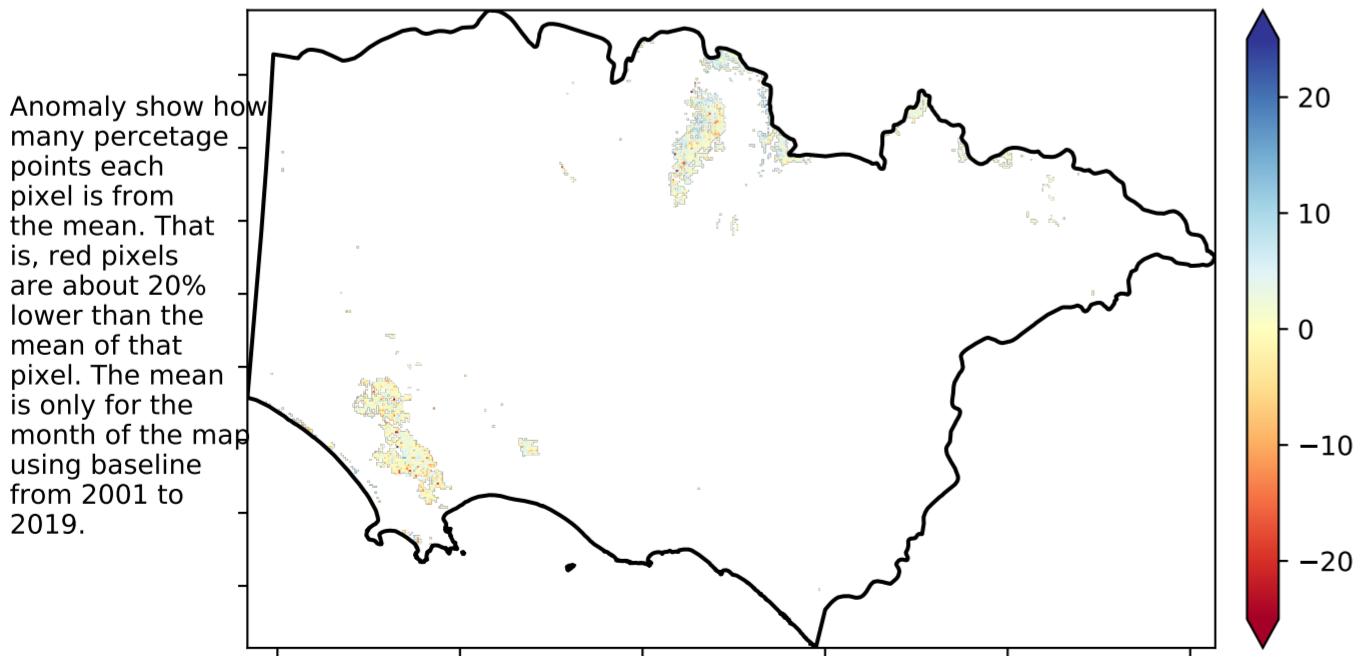 Anomaly show how
many percetage
points each
pixel is from
the mean. That
is, red pixels
are about 20%
lower than the
mean of that
pixel. The mean
is only for the
month of the map
using baseline
from 2001 to
2019.
20
10
0
−10
−20